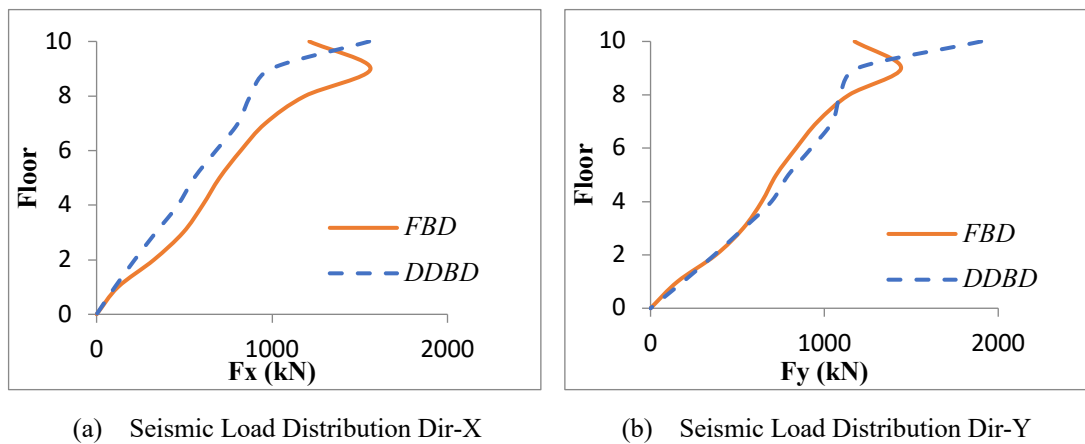 10
8
6
4
2
0
Floor
FBD
DDBD
0 1000 2000
Fx (kN)
(a) Seismic Load Distribution Dir-X
10
8
6
4
2
0
Floor
FBD
DDBD
0 1000 2000
Fy (kN)
(b) Seismic Load Distribution Dir-Y